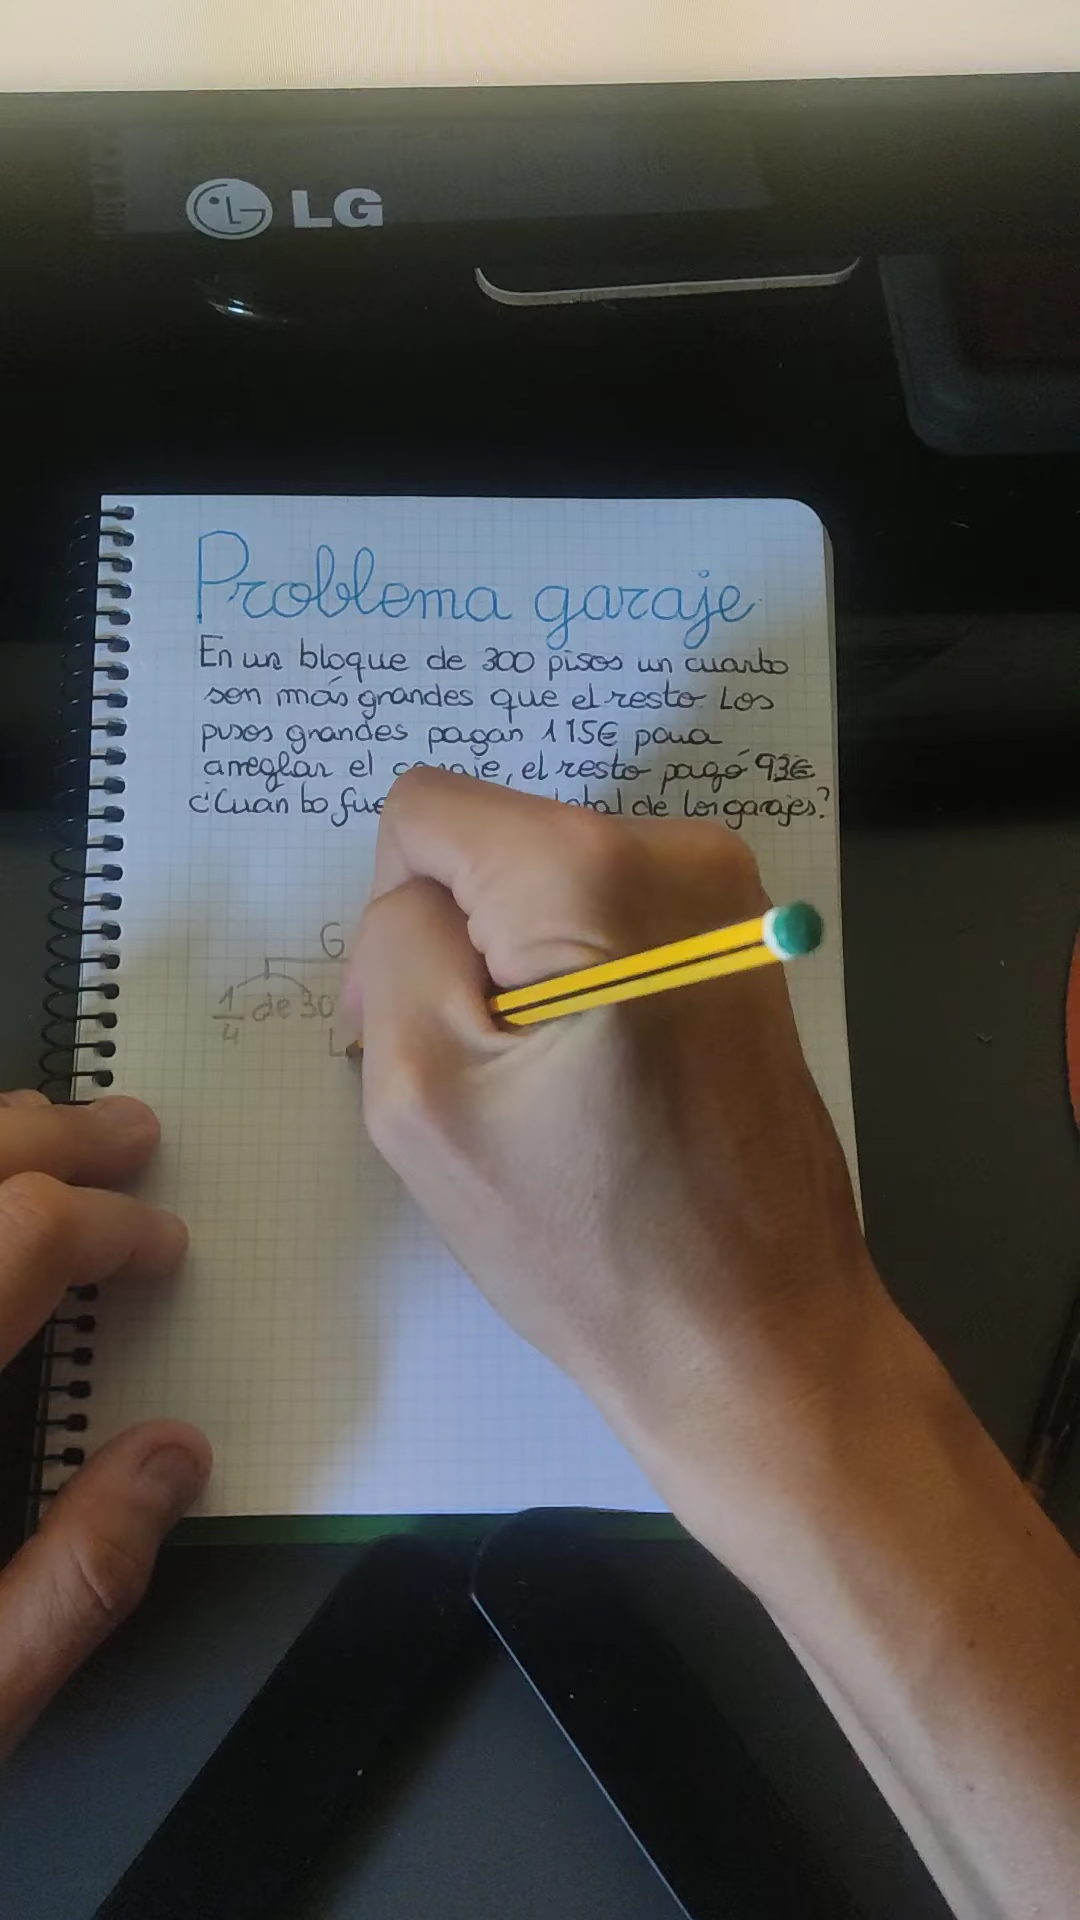 LG
Problema garaje
En un bloque de 300 pisos un cuarto
son más grandes que el resto Los
pisos grandes pagan 115€ para
arreglar el garaje, el resto pagó 93€
¿Cuanto fue total de los garajes?
G
1/4 de 30
L